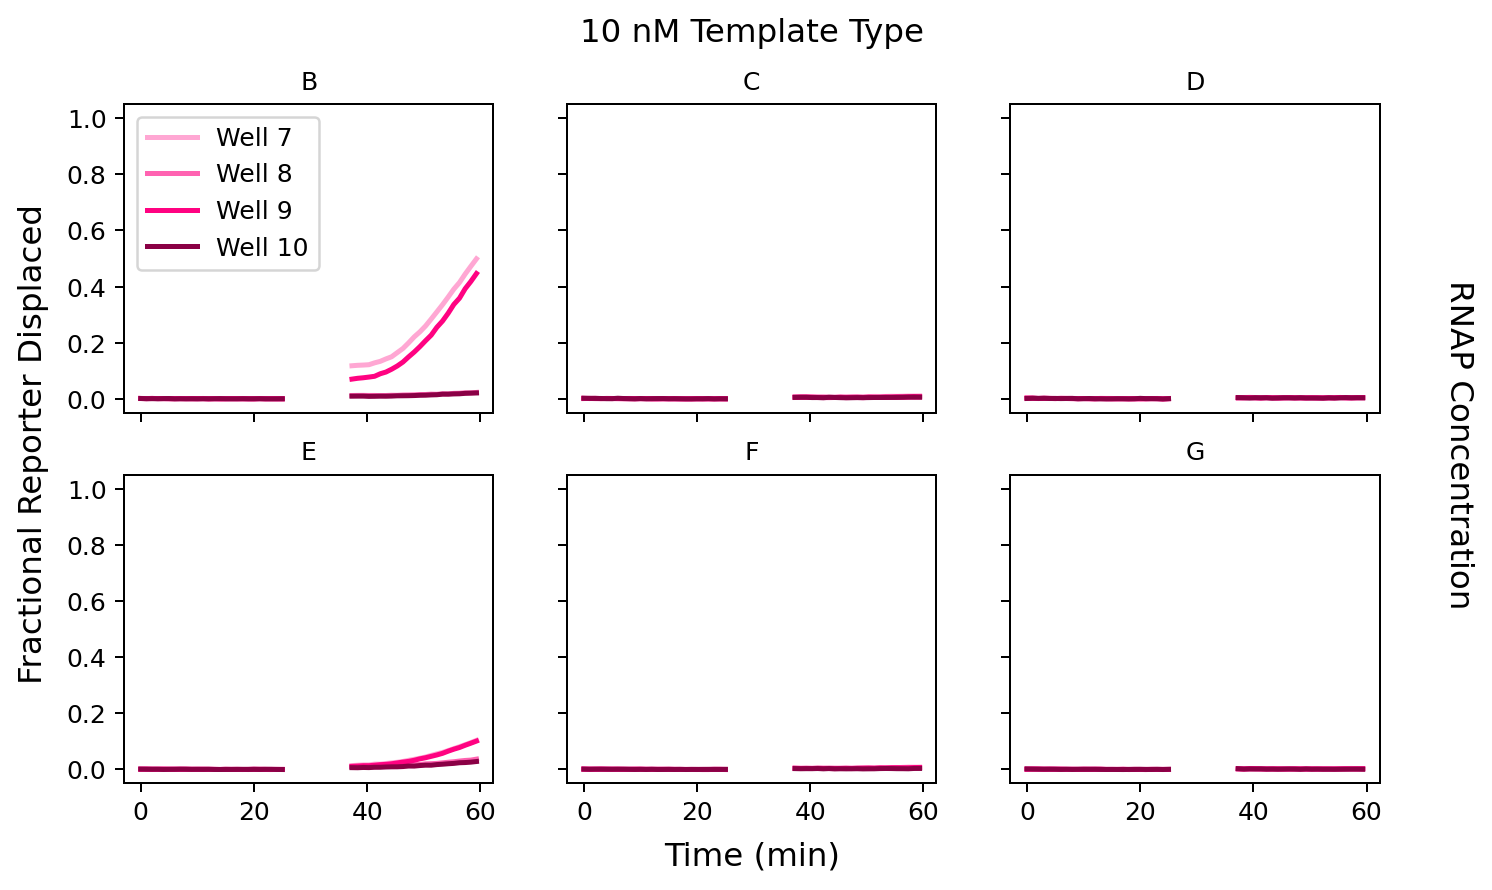 10 nM Template Type
B
C
D
1.0
0.8
0.6
0.4
0.2
0.0
Well 7
Well 8
Well 9
Well 10
E
F
G
1.0
0.8
0.6
0.4
0.2
0.0
0 20 40 60
0 20 40 60
0 20 40 60
Time (min)
Fractional Reporter Displaced
RNAP Concentration